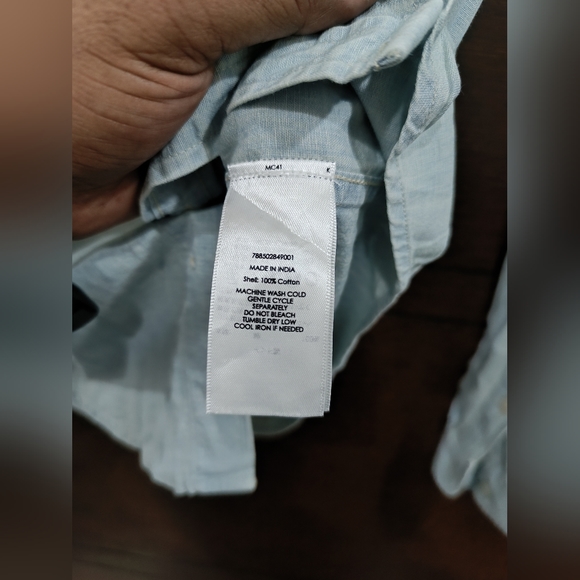 MC41
788502849001
MADE IN INDIA
Shell: 100% Cotton
MACHINE WASH COLD
GENTLE CYCLE
SEPARATELY
DO NOT BLEACH
TUMBLE DRY LOW
COOL IRON IF NEEDED